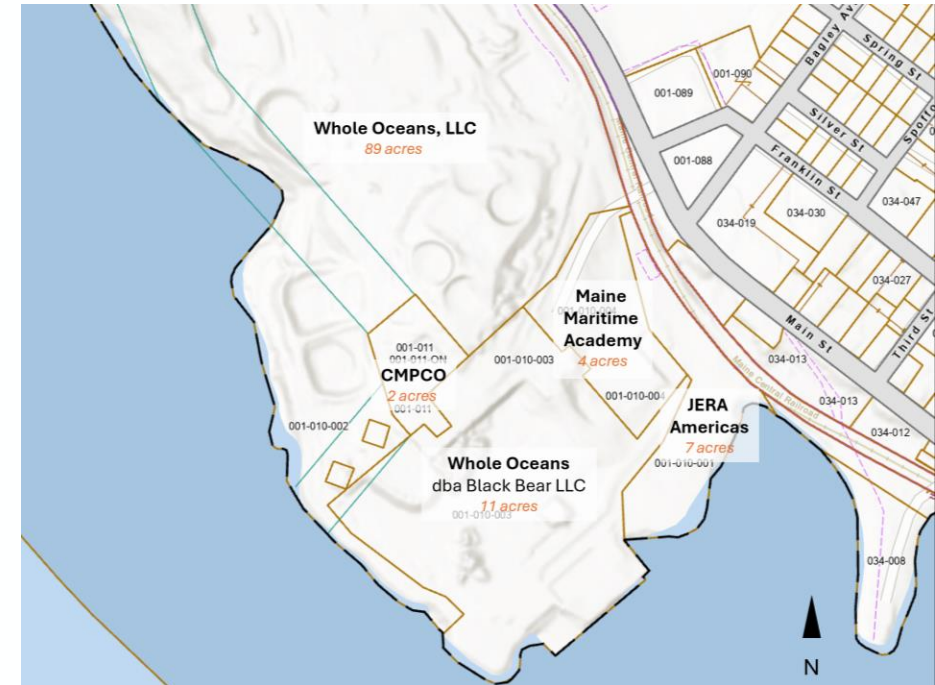 Bagley Av
Spring St
001-090
001-089
Silver St
Spotto
Whole Oceans, LLC
89 acres
Franklin St
001-088
034-047
034-030
034-019
034-027
Maine
Maritime
Academy
4 acres
Main St
Third St
001-011
001-011-ON
001-010-003
034-013
Maine Central Railroad
CMPCO
2 acres
001-011
001-010-004
JERA
Americas
7 acres
034-013
001-010-002
034-012
Whole Oceans
dba Black Bear LLC
11 acres
001-010-001
001-010-003
034-008
N